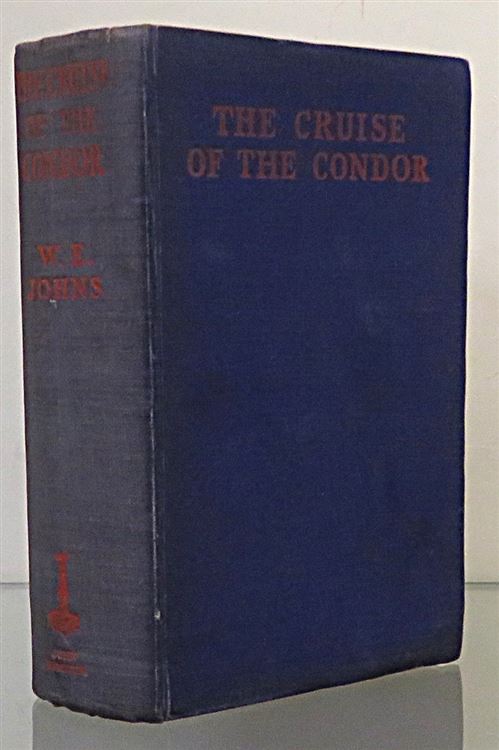 THE CRUISE
OF THE CONDOR
THE CRUISE
OF THE
CONDOR
W. E.
JOHNS